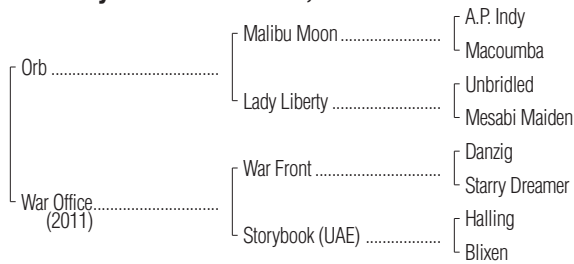 A.P. Indy
Malibu Moon
Macoumba
Orb
Unbridled
Lady Liberty
Mesabi Maiden
Danzig
War Front
Starry Dreamer
War Office
(2011)
Halling
Storybook (UAE)
Blixen